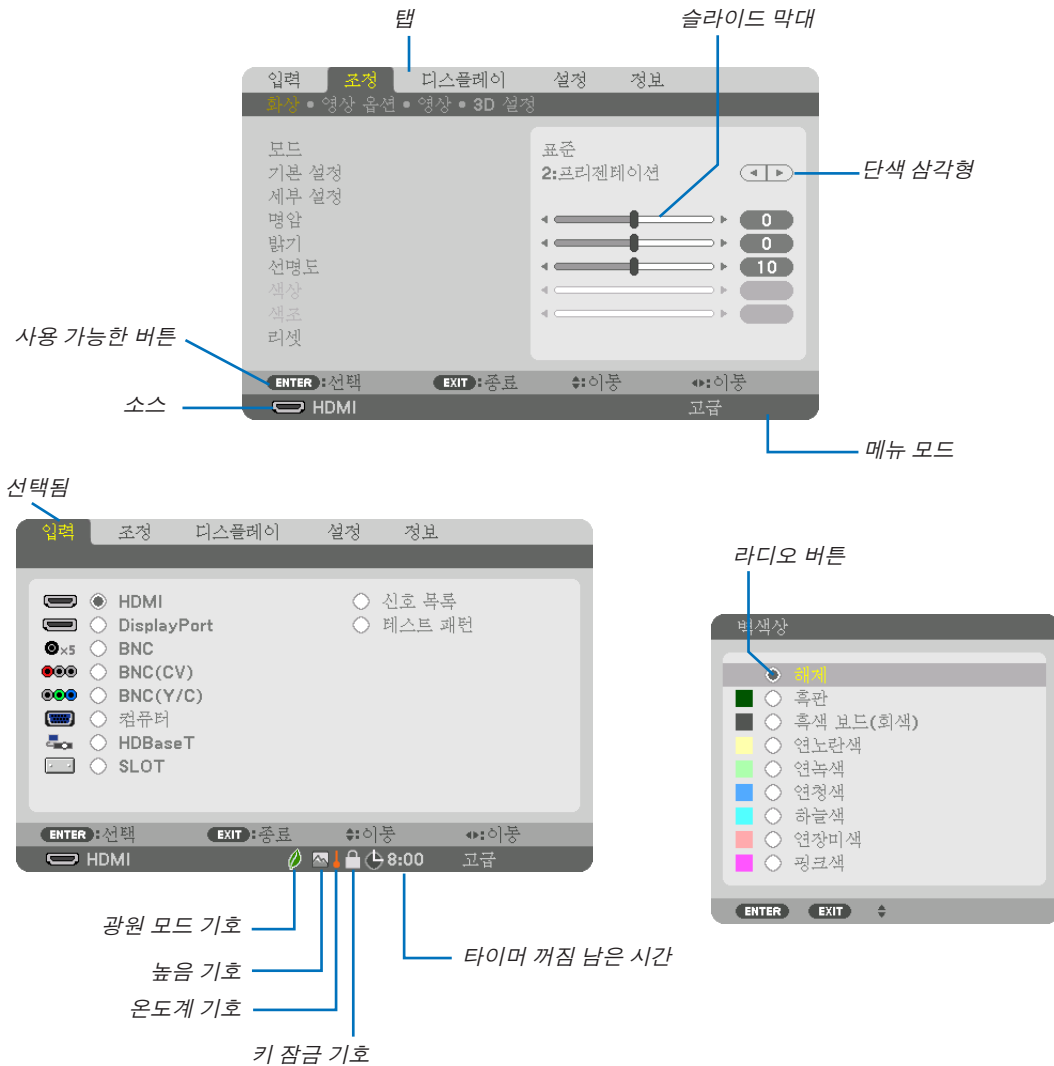 탭
슬라이드 막대
입력 조정 디스플레이 설정 정보
화상 • 영상 옵션 • 영상 • 3D 설정
모드 표준
기본 설정 2:프리젠테이션
단색 삼각형
세부 설정
명암 0
밝기 0
선명도 10
색상
색조
리셋
사용 가능한 버튼
ENTER:선택 EXIT:종료 :이동 :이동
소스
HDMI 고급
메뉴 모드
선택됨
입력 조정 디스플레이 설정 정보
HDMI 신호 목록
DisplayPort 테스트 패턴
×5 BNC
BNC(CV)
BNC(Y/C)
컴퓨터
HDBaseT
SLOT
ENTER:선택 EXIT:종료 :이동 :이동
HDMI 8:00 고급
광원 모드 기호
높음 기호
온도계 기호
키 잠금 기호
타이머 꺼짐 남은 시간
라디오 버튼
벽색상
해제
흑판
흑색 보드(회색)
연노란색
연녹색
연청색
하늘색
연장미색
핑크색
ENTER EXIT